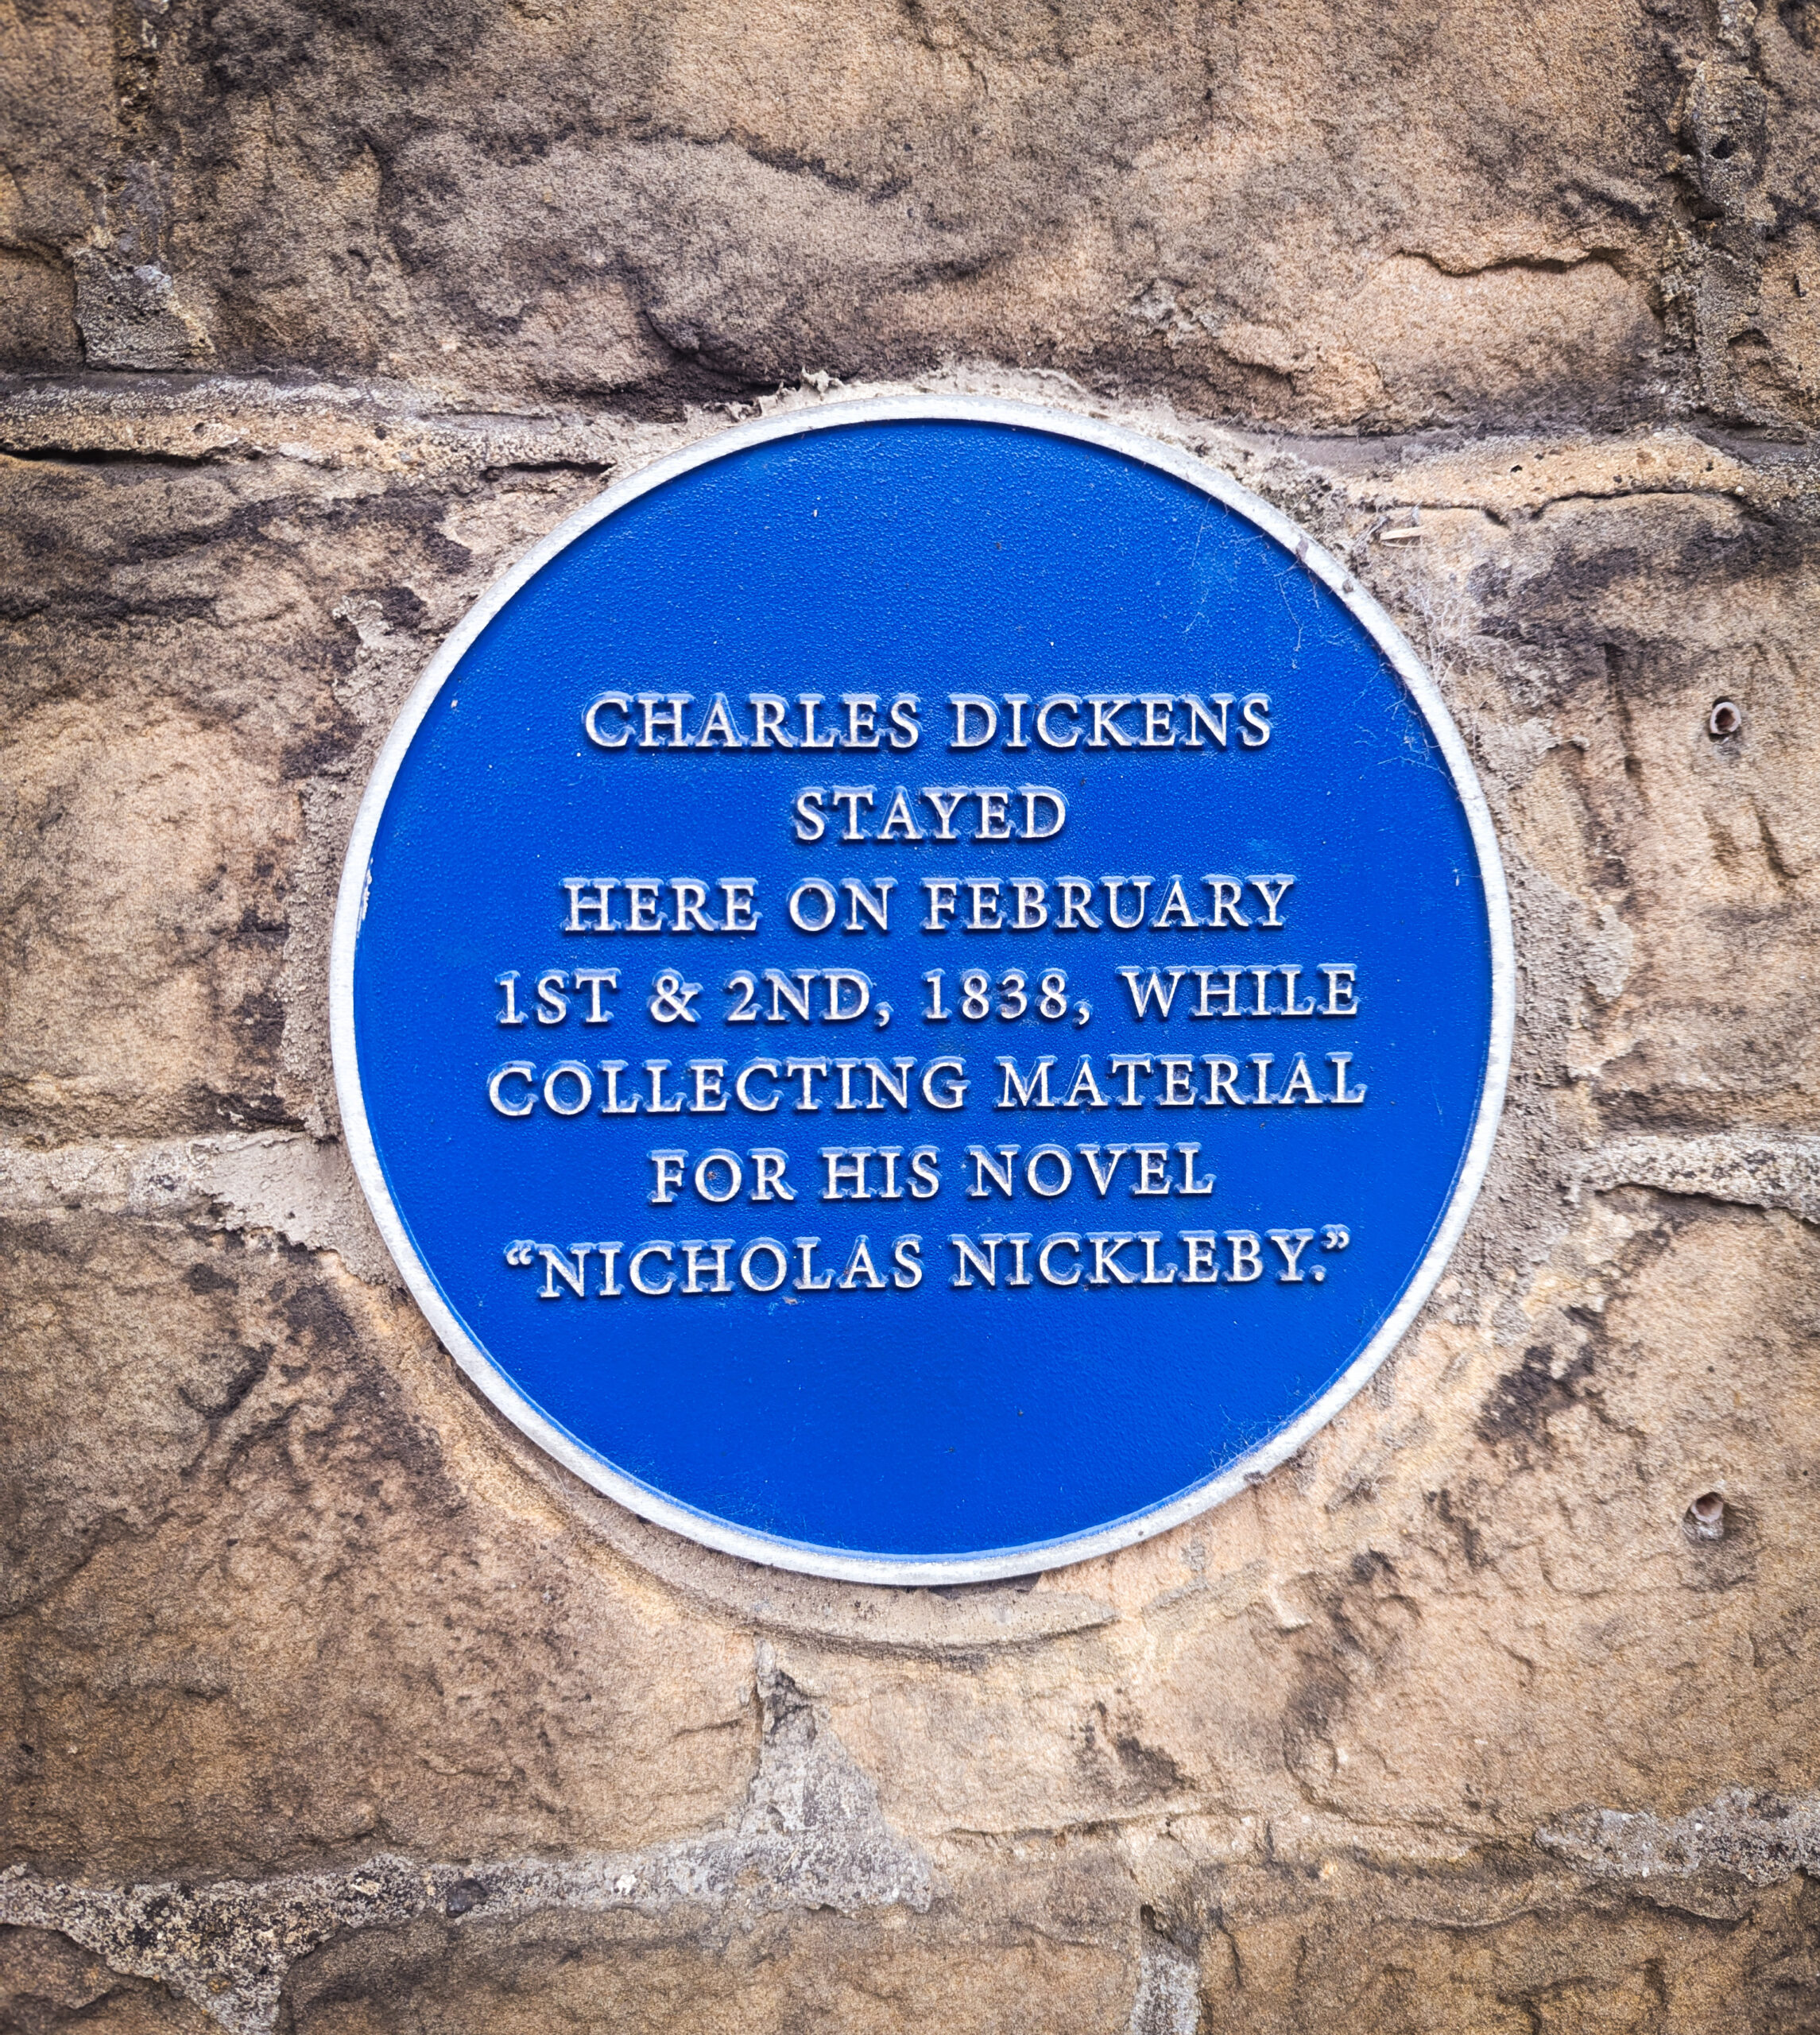 CHARLES DICKENS
STAYED
HERE ON FEBRUARY
1ST & 2ND, 1838, WHILE
COLLECTING MATERIAL
FOR HIS NOVEL
“NICHOLAS NICKLEBY.”